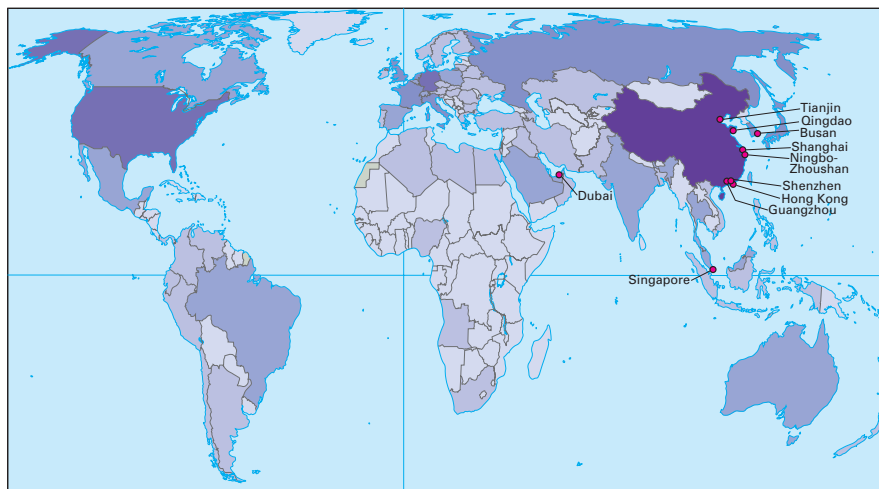 Tianjin
Qingdao
Busan
Shanghai
Ningbo-
Zhoushan
Shenzhen
Hong Kong
Guangzhou
Dubai
Singapore